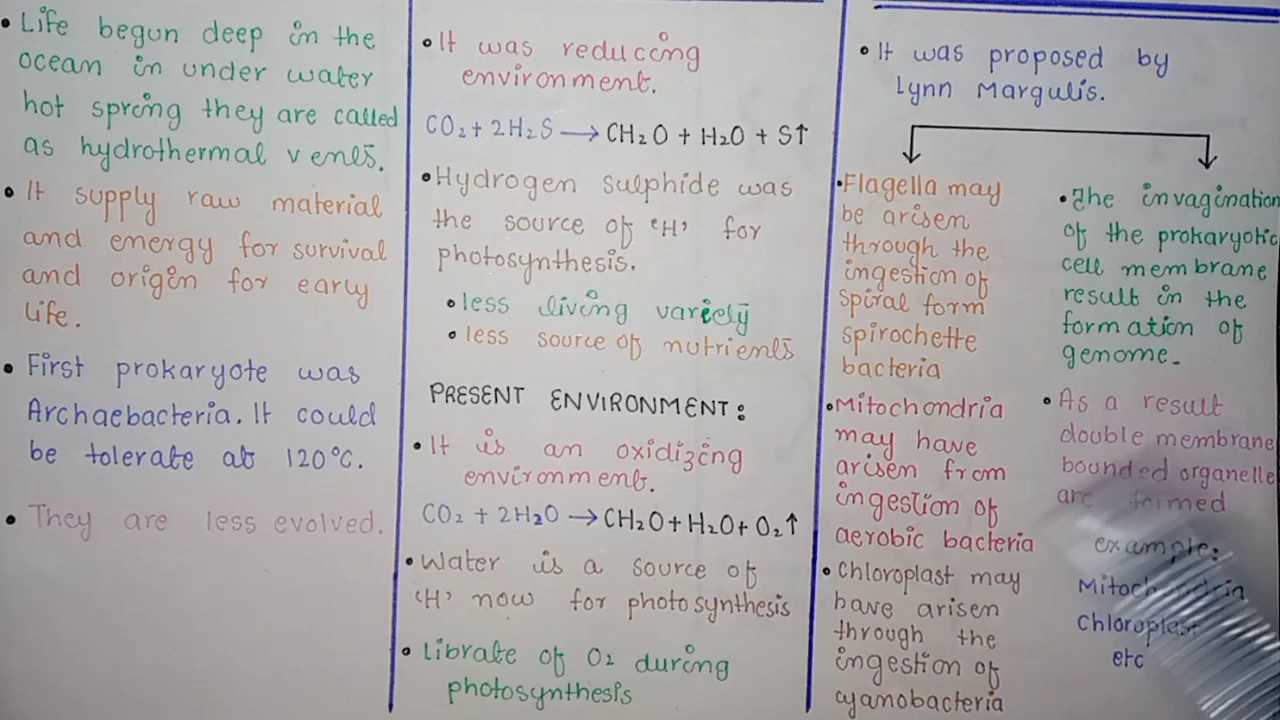 • Life begun deep in the
ocean in under water
hot spring they are called
as hydrothermal vents.
• It supply raw material
and energy for survival
and origin for early
life.
• First prokaryote was
Archaebacteria. It could
be tolerate at 120°C.
• They are less evolved.
• It was reducing
environment.
CO₂ + 2H₂S → CH₂O + H₂O + S↑
• Hydrogen sulphide was
the source of 'H' for
photosynthesis.
• less living variety
• less source of nutrients
PRESENT ENVIRONMENT:
• It is an oxidizing
environment.
CO₂ + 2H₂O → CH₂O + H₂O + O₂↑
• Water is a source of
'H' now for photosynthesis
• Librate of O₂ during
photosynthesis
• It was proposed by
Lynn Margulis.
• Flagella may
be arisen
through the
ingestion of
spiral form
spirochette
bacteria
• Mitochondria
may have
arisen from
ingestion of
aerobic bacteria
• Chloroplast may
have arisen
through the
ingestion of
cyanobacteria
• The invagination
of the prokaryotic
cell membrane
result in the
formation of
genome.
• As a result
double membrane
bounded organelle
are formed
example:
Mitochondria
Chloroplast
etc